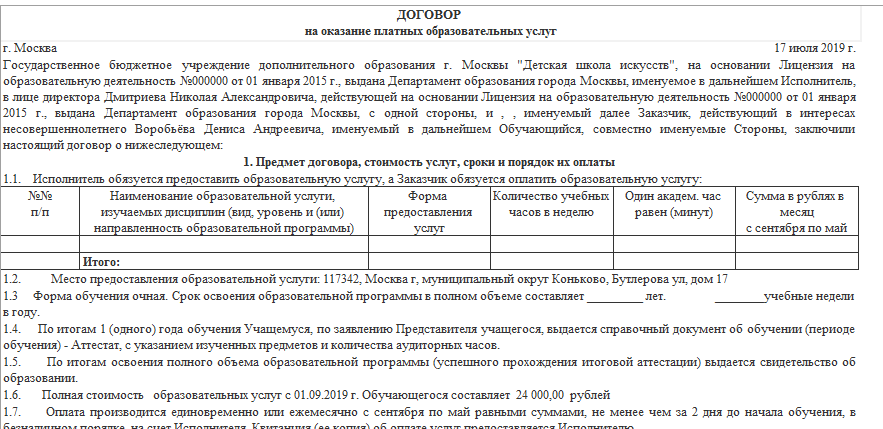 ДОГОВОР
на оказание платных образовательных услуг
г. Москва 17 июля 2019 г.
Государственное бюджетное учреждение дополнительного образования г. Москвы "Детская школа искусств", на основании Лицензия на
образовательную деятельность №000000 от 01 января 2015 г., выдана Департамент образования города Москвы, именуемое в дальнейшем Исполнитель,
в лице директора Дмитриева Николая Александровича, действующей на основании Лицензия на образовательную деятельность №000000 от 01 января
2015 г., выдана Департамент образования города Москвы, с одной стороны, и , , именуемый далее Заказчик, действующий в интересах
несовершеннолетнего Воробьёва Дениса Андреевича, именуемый в дальнейшем Обучающийся, совместно именуемые Стороны, заключили
настоящий договор о нижеследующем:
1. Предмет договора, стоимость услуг, сроки и порядок их оплаты
1.1. Исполнитель обязуется предоставить образовательную услугу, а Заказчик обязуется оплатить образовательную услугу:
№№ Наименование образовательной услуги, Форма Количество учебных Один академ. час Сумма в рублях в
п/п изучаемых дисциплин (вид, уровень и (или) предоставления часов в неделю равен (минут) месяц
направленность образовательной программы) услуг с сентября по май
Итого:
1.2. Место предоставления образовательной услуги: 117342, Москва г, муниципальный округ Коньково, Бутлерова ул, дом 17
1.3 Форма обучения очная. Срок освоения образовательной программы в полном объеме составляет _________ лет. ________учебные недели
в году.
1.4. По итогам 1 (одного) года обучения Учащемуся, по заявлению Представителя учащегося, выдается справочный документ об обучении (периоде
обучения) - Аттестат, с указанием изученных предметов и количества аудиторных часов.
1.5. По итогам освоения полного объема образовательной программы (успешного прохождения итоговой аттестации) выдается свидетельство об
образовании.
1.6. Полная стоимость образовательных услуг с 01.09.2019 г. Обучающегося составляет 24 000,00 рублей
1.7. Оплата производится единовременно или ежемесячно с сентября по май равными суммами, не менее чем за 2 дня до начала обучения, в
безналичном порядке, на счет Исполнителя. Квитанция (ее копия) об оплате услуг предоставляется Исполнителю